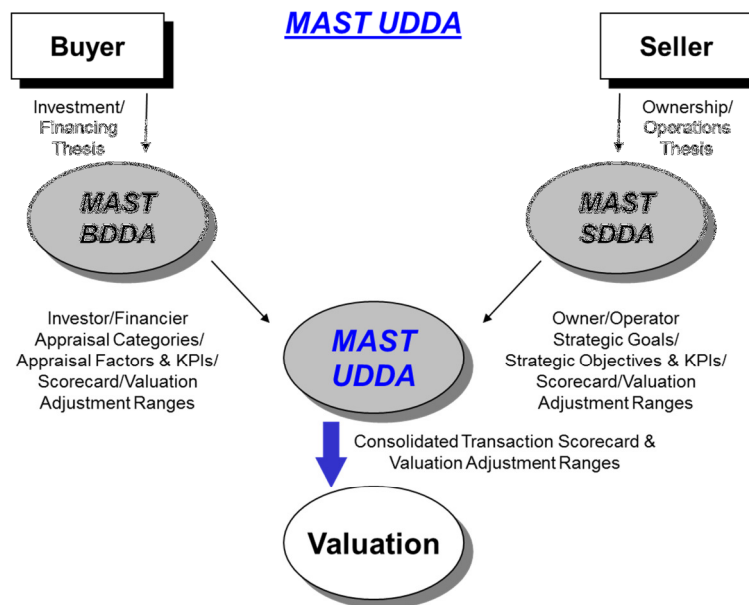 MAST UDDA
Buyer
Seller
Investment/
Financing
Thesis
Ownership/
Operations
Thesis
MAST
BDDA
MAST
SDDA
Investor/Financier
Appraisal Categories/
Appraisal Factors & KPIs/
Scorecard/Valuation
Adjustment Ranges
MAST
UDDA
Owner/Operator
Strategic Goals/
Strategic Objectives & KPIs/
Scorecard/Valuation
Adjustment Ranges
Consolidated Transaction Scorecard &
Valuation Adjustment Ranges
Valuation